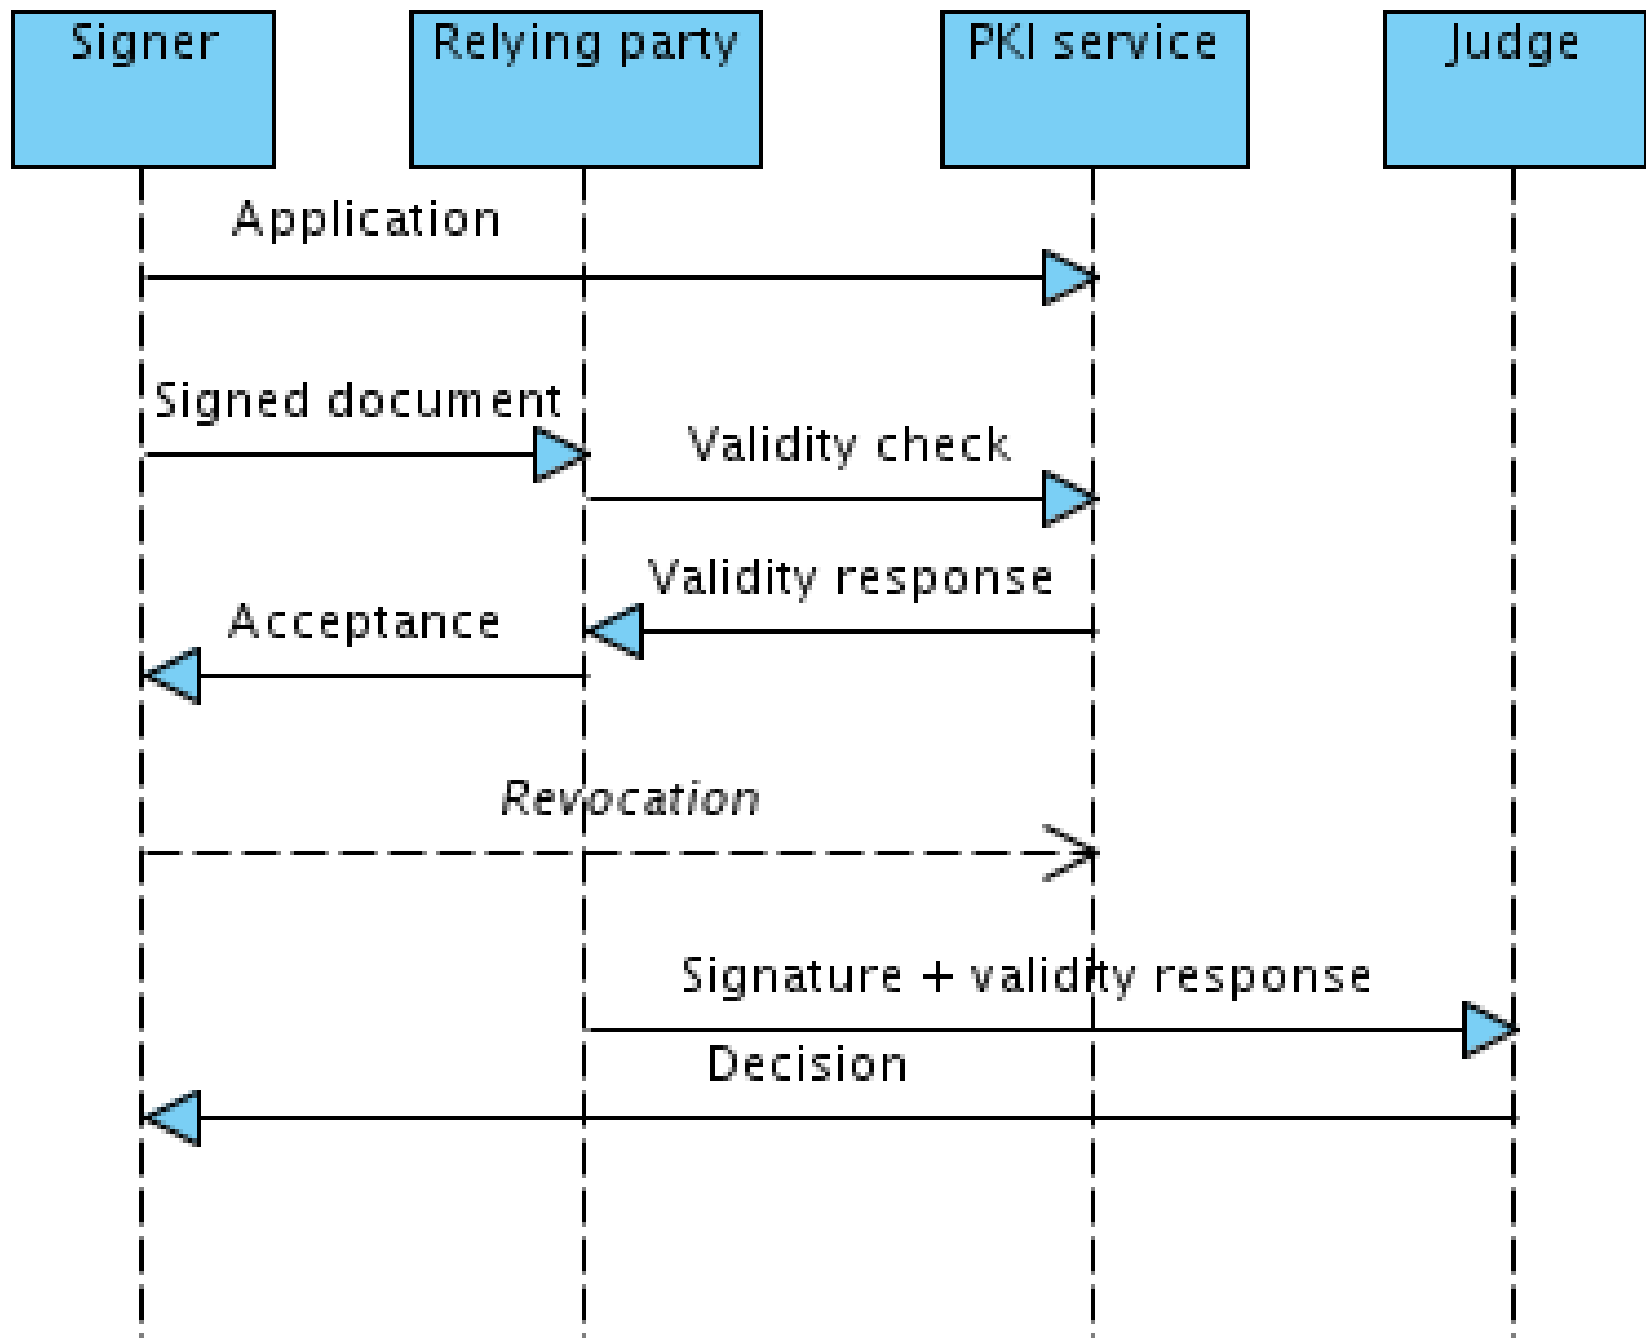 Signer
Relying party
PKI service
Judge
Application
Signed document
Validity check
Validity response
Acceptance
Revocation
Signature + validity response
Decision